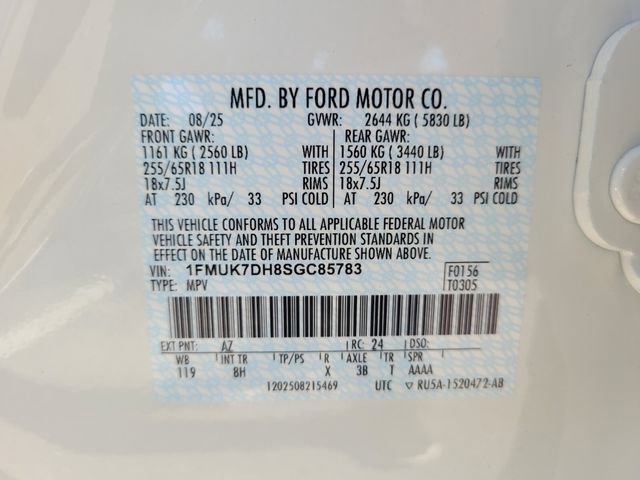 MFD. BY FORD MOTOR CO.
DATE: 08/25 GVWR: 2644 KG ( 5830 LB)
FRONT GAWR: REAR GAWR:
1161 KG ( 2560 LB) WITH 1560 KG ( 3440 LB) WITH
255/65R18 111H TIRES 255/65R18 111H TIRES
18x7.5J RIMS 18x7.5J RIMS
AT 230 kPa/ 33 PSI COLD AT 230 kPa/ 33 PSI COLD
THIS VEHICLE CONFORMS TO ALL APPLICABLE FEDERAL MOTOR
VEHICLE SAFETY AND THEFT PREVENTION STANDARDS IN
EFFECT ON THE DATE OF MANUFACTURE SHOWN ABOVE.
VIN: 1FMUK7DH8SGC85783 F0156
TYPE: MPV T0305
EXT PNT: AZ RC: 24 DSO:
WB INT TR TP/PS R AXLE TR SPR
119 8H X 3B T AAAA
1202508215469 UTC ▽ RU5A-1520472-AB